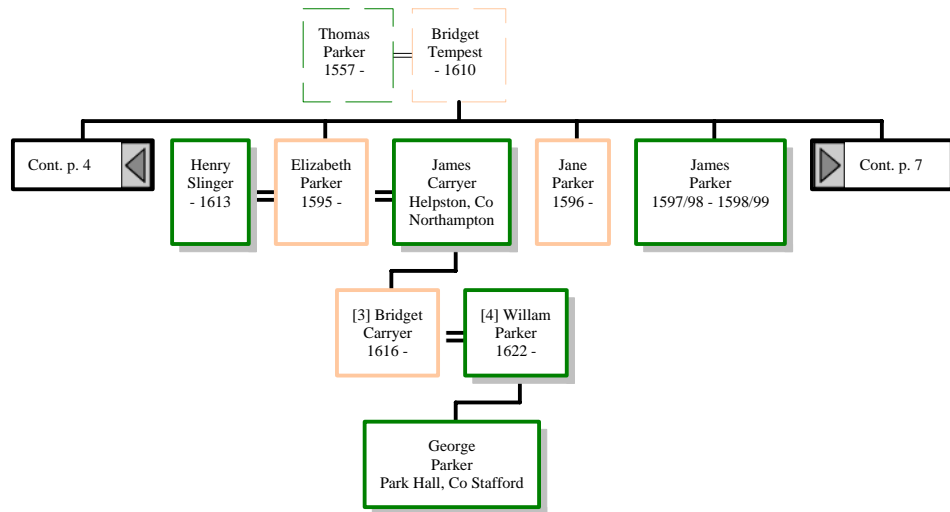 Thomas
Parker
1557 -
Bridget
Tempest
- 1610
Cont. p. 4
Henry
Slinger
- 1613
Elizabeth
Parker
1595 -
James
Carryer
Helpston, Co
Northampton
Jane
Parker
1596 -
James
Parker
1597/98 - 1598/99
Cont. p. 7
[3] Bridget
Carryer
1616 -
[4] Willam
Parker
1622 -
George
Parker
Park Hall, Co Stafford